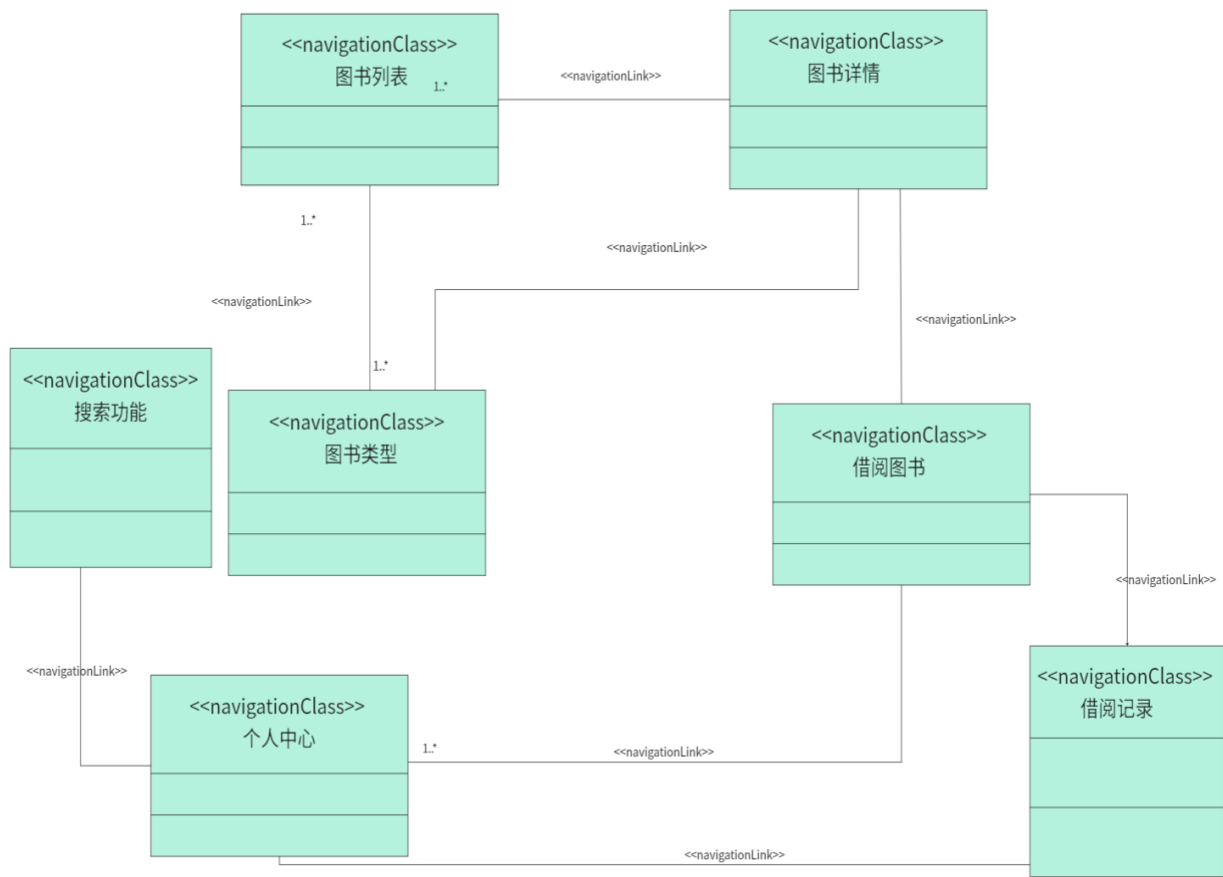 <<navigationClass>>
图书列表
1..*
<<navigationLink>>
<<navigationClass>>
图书详情
1..*
<<navigationLink>>
<<navigationLink>>
<<navigationLink>>
1..*
<<navigationClass>>
搜索功能
<<navigationClass>>
图书类型
<<navigationClass>>
借阅图书
<<navigationLink>>
<<navigationLink>>
<<navigationClass>>
个人中心
1..*
<<navigationLink>>
<<navigationClass>>
借阅记录
<<navigationLink>>